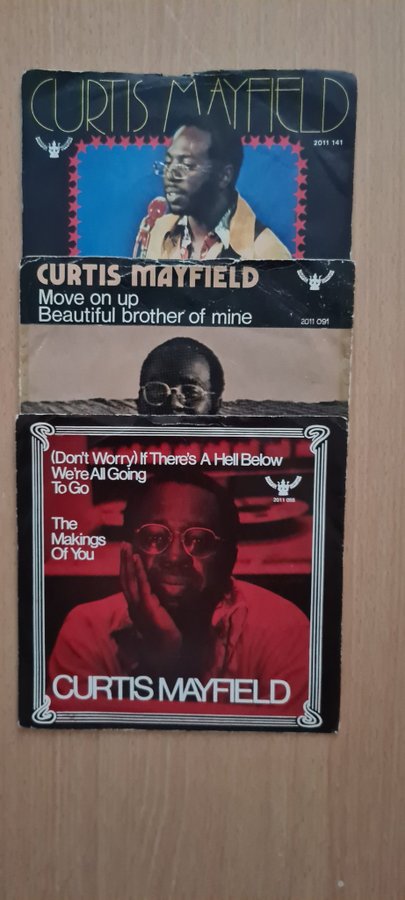 CURTIS MAYFIELD
2011 141
CURTIS MAYFIELD
Move on up
Beautiful brother of mine
2011 091
(Don't Worry) If There's A Hell Below
We're All Going
To Go
The
Makings
Of You
CURTIS MAYFIELD